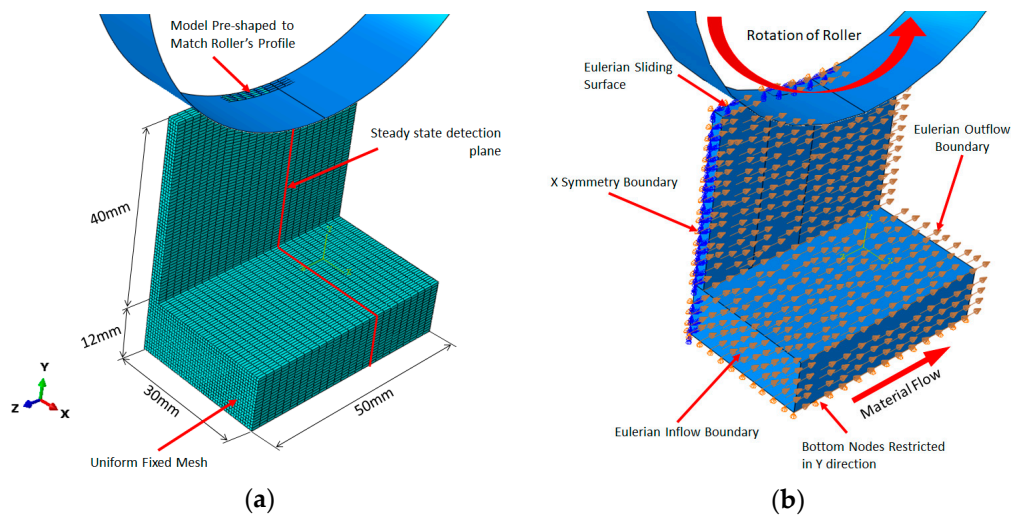 Model Pre-shaped to
Match Roller's Profile
Steady state detection
plane
40mm
12mm
30mm
50mm
Y
Z
X
Uniform Fixed Mesh
(a)
Rotation of Roller
Eulerian Sliding
Surface
Eulerian Outflow
Boundary
X Symmetry Boundary
Y
Material Flow
Eulerian Inflow Boundary
Bottom Nodes Restricted
in Y direction
(b)